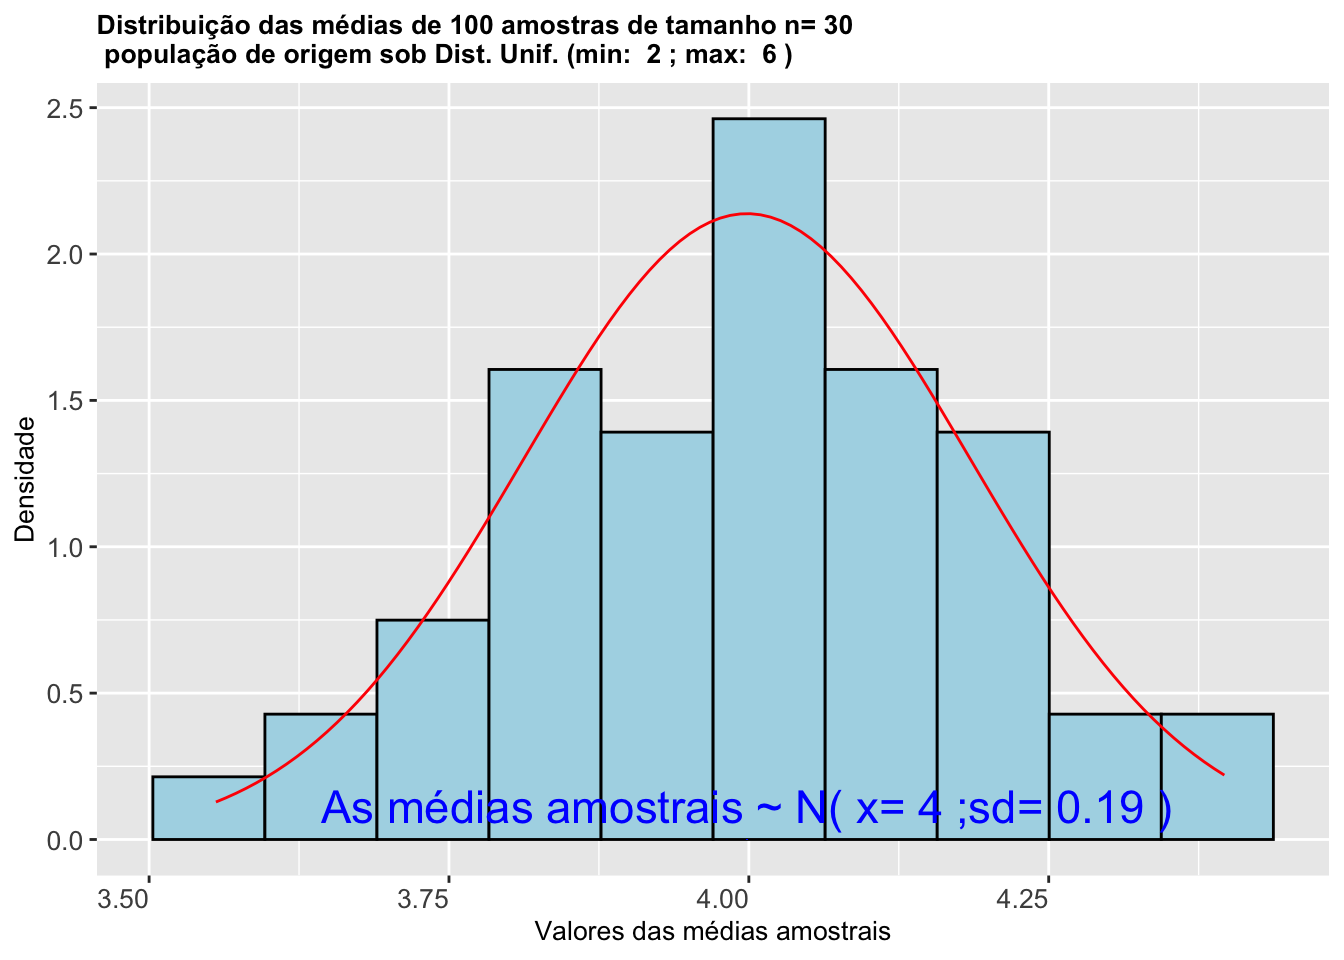 Distribuição das médias de 100 amostras de tamanho n= 30
população de origem sob Dist. Unif. (min:  2 ; max:  6 )
2.5
2.0
1.5
1.0
0.5
0.0
Densidade
As médias amostrais ~ N( x= 4 ;sd= 0.19 )
3.50
3.75
4.00
4.25
Valores das médias amostrais